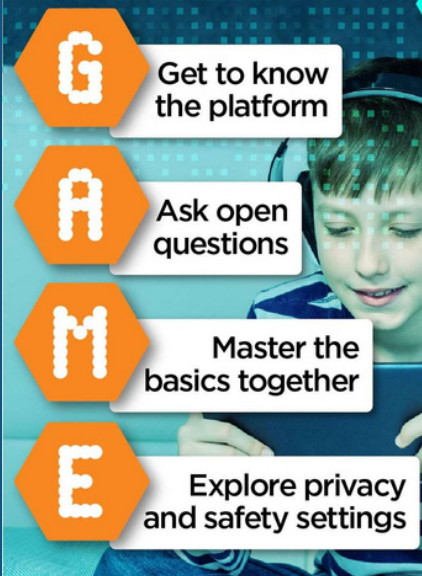 G
Get to know
the platform
A
Ask open
questions
M
Master the
basics together
E
Explore privacy
and safety settings